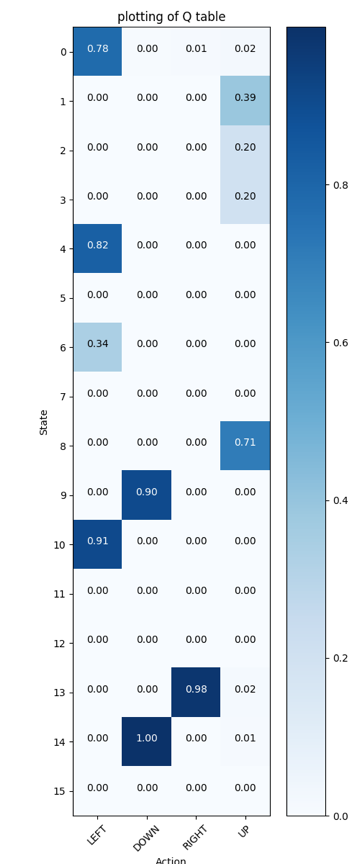 plotting of Q table
0 0.78 0.00 0.01 0.02
1 0.00 0.00 0.00 0.39
2 0.00 0.00 0.00 0.20
3 0.00 0.00 0.00 0.20
4 0.82 0.00 0.00 0.00
5 0.00 0.00 0.00 0.00
6 0.34 0.00 0.00 0.00
7 0.00 0.00 0.00 0.00
8 0.00 0.00 0.00 0.71
9 0.00 0.90 0.00 0.00
10 0.91 0.00 0.00 0.00
11 0.00 0.00 0.00 0.00
12 0.00 0.00 0.00 0.00
13 0.00 0.00 0.98 0.02
14 0.00 1.00 0.00 0.01
15 0.00 0.00 0.00 0.00
State
LEFT DOWN RIGHT UP
Action
0.8
0.6
0.4
0.2
0.0